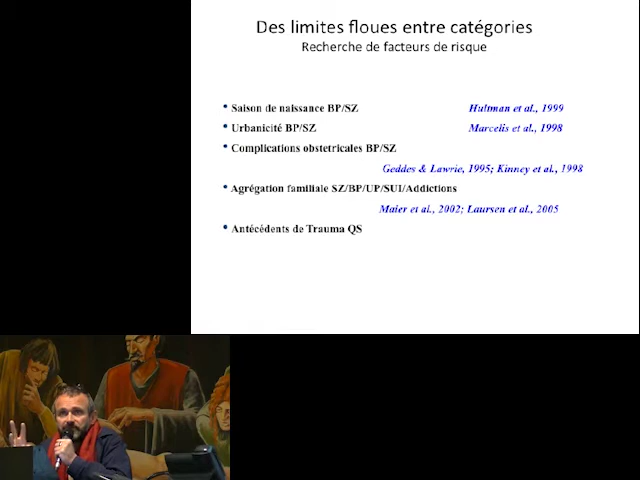 Des limites floues entre catégories
Recherche de facteurs de risque
• Saison de naissance BP/SZ Hultman et al., 1999
• Urbanicité BP/SZ Marcelis et al., 1998
• Complications obstetricales BP/SZ
Geddes & Lawrie, 1995; Kinney et al., 1998
• Agrégation familiale SZ/BP/UP/SUI/Addictions
Maier et al., 2002; Laursen et al., 2005
• Antécédents de Trauma QS